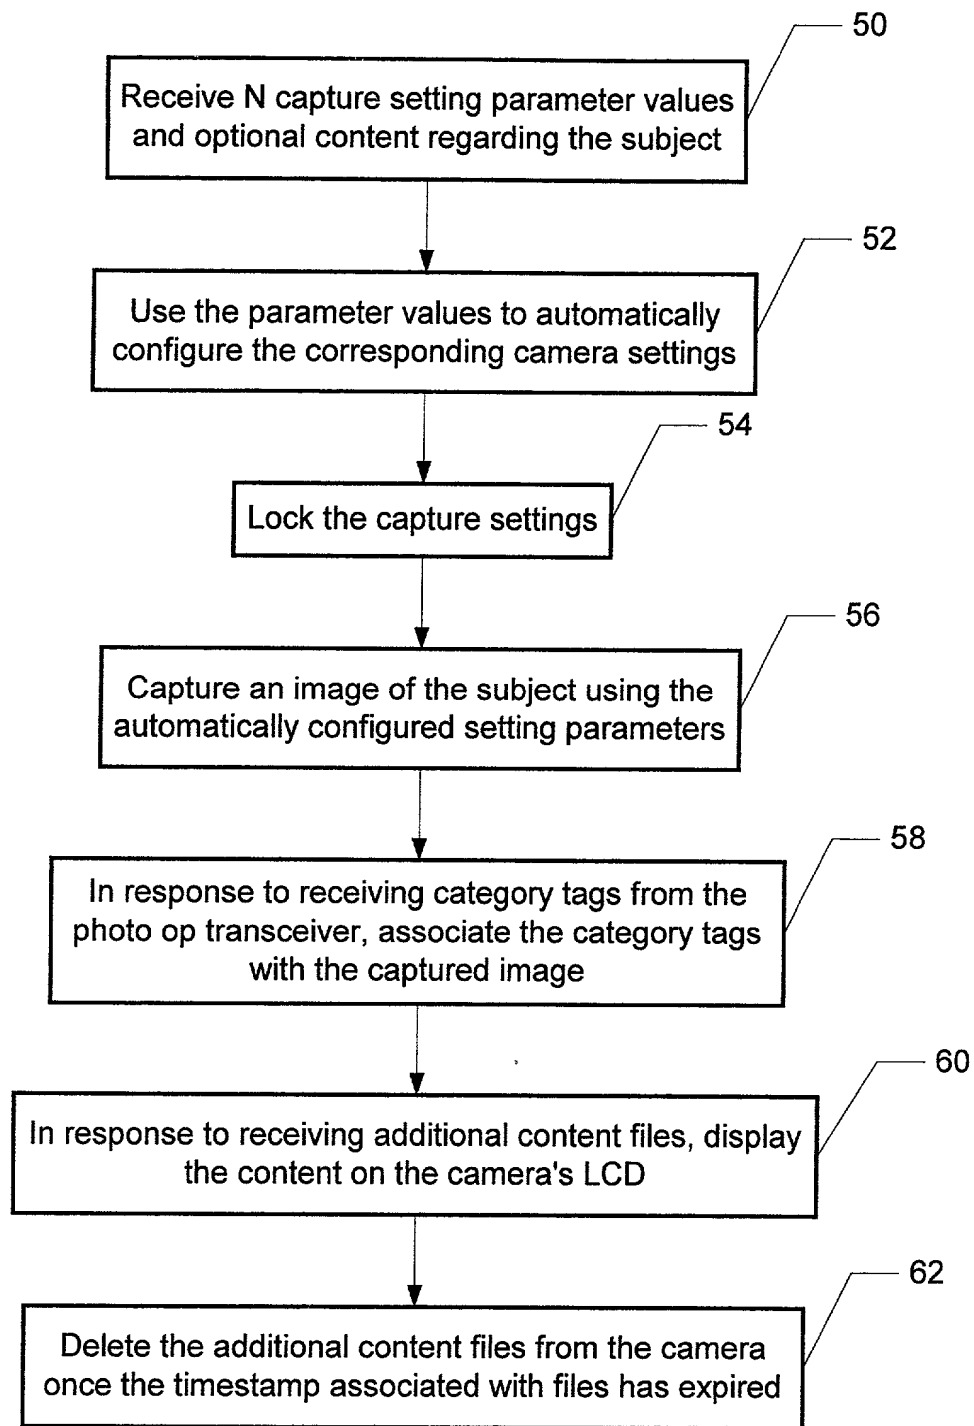 50
Receive N capture setting parameter values
and optional content regarding the subject
52
Use the parameter values to automatically
configure the corresponding camera settings
54
Lock the capture settings
56
Capture an image of the subject using the
automatically configured setting parameters
58
In response to receiving category tags from the
photo op transceiver, associate the category tags
with the captured image
60
In response to receiving additional content files, display
the content on the camera's LCD
62
Delete the additional content files from the camera
once the timestamp associated with files has expired